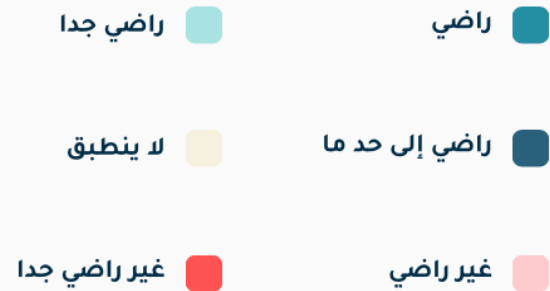 راضي
راضي جدا
راضي إلى حد ما
لا ينطبق
غير راضي
غير راضي جدا